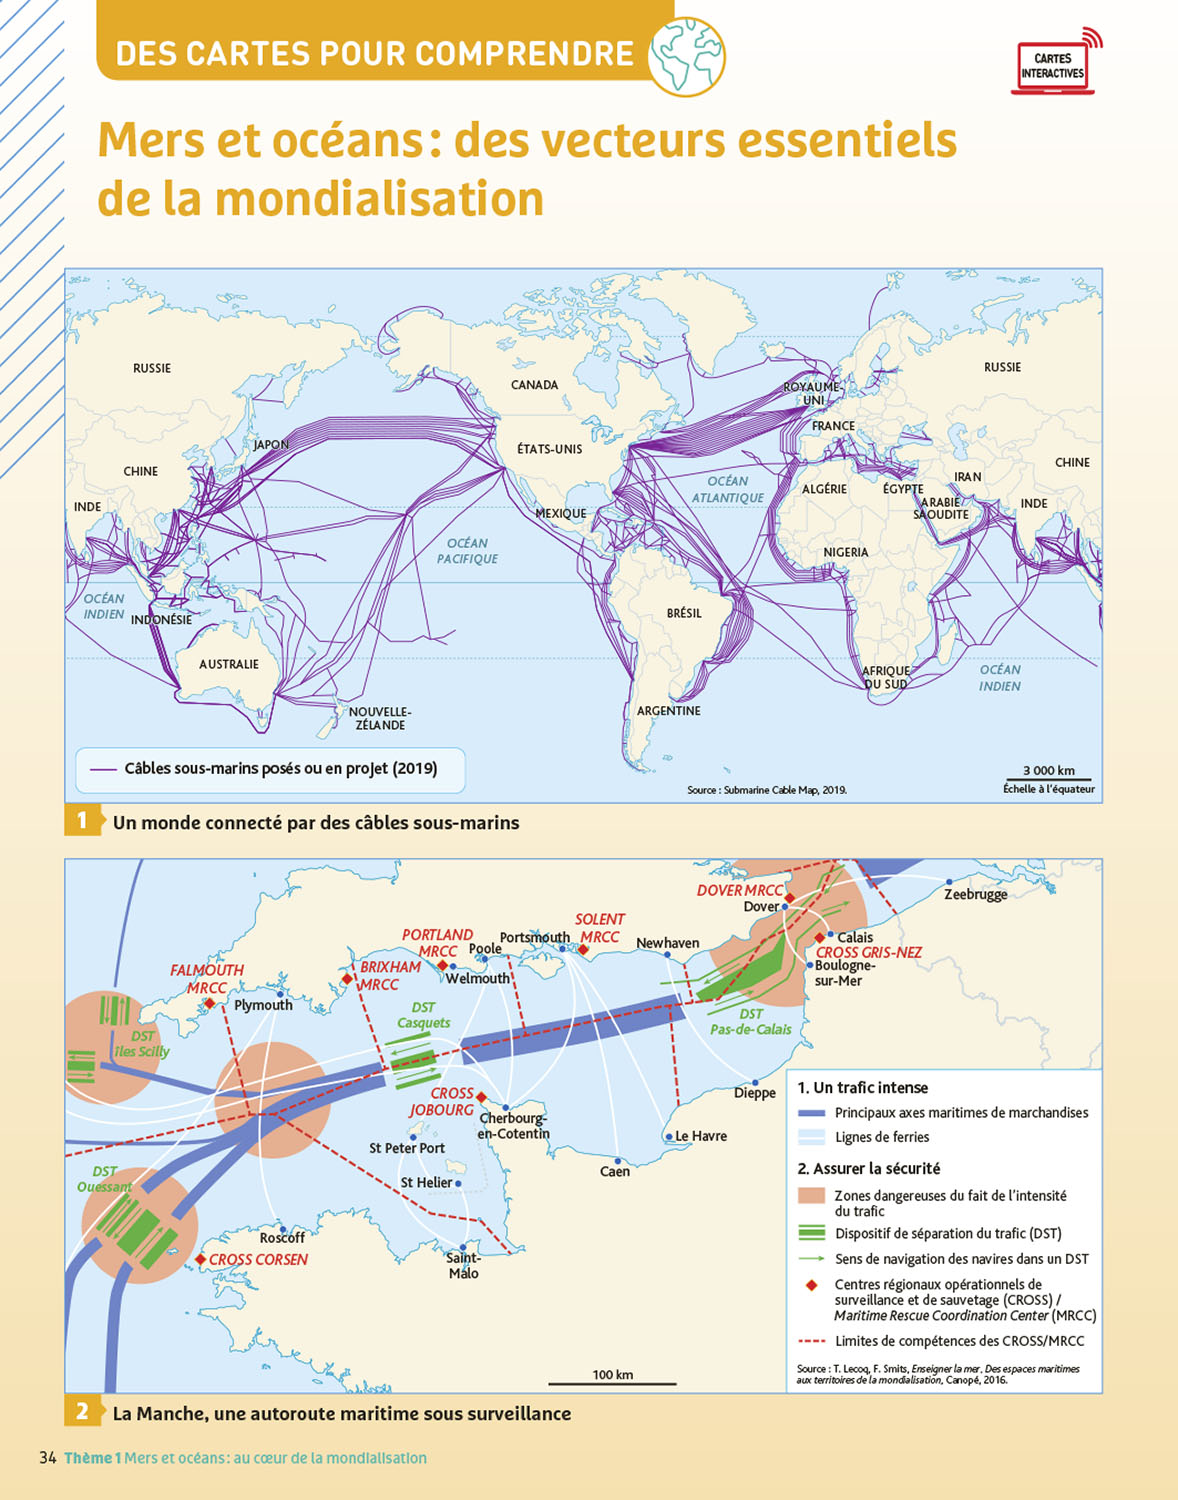 DES CARTES POUR COMPRENDRE
CARTES
INTERACTIVES
Mers et océans : des vecteurs essentiels
de la mondialisation
RUSSIE
CANADA
ROYAUME-
UNI
RUSSIE
FRANCE
JAPON
ÉTATS-UNIS
CHINE
CHINE
OCÉAN
ATLANTIQUE
ALGÉRIE
ÉGYPTE
IRAN
ARABIE
SAOUDITE
INDE
INDE
MEXIQUE
OCÉAN
PACIFIQUE
NIGERIA
OCÉAN
INDIEN
INDONÉSIE
BRÉSIL
AUSTRALIE
AFRIQUE
DU SUD
OCÉAN
INDIEN
NOUVELLE-
ZÉLANDE
ARGENTINE
Câbles sous-marins posés ou en projet (2019)
Source : Submarine Cable Map, 2019.
3 000 km
Échelle à l'équateur
1 Un monde connecté par des câbles sous-marins
DOVER MRCC
Dover
Zeebrugge
SOLENT
MRCC
PORTLAND
MRCC
Poole
Portsmouth
Newhaven
Calais
CROSS GRIS-NEZ
Boulogne-
sur-Mer
FALMOUTH
MRCC
BRIXHAM
MRCC
Welmouth
Plymouth
DST
Casquets
DST
Pas-de-Calais
DST
îles Scilly
CROSS
JOBOURG
Cherbourg-
en-Cotentin
Dieppe
St Peter Port
Le Havre
Caen
DST
Ouessant
St Helier
Roscoff
CROSS CORSEN
Saint-
Malo
100 km
1. Un trafic intense
Principaux axes maritimes de marchandises
Lignes de ferries
2. Assurer la sécurité
Zones dangereuses du fait de l'intensité
du trafic
Dispositif de séparation du trafic (DST)
Sens de navigation des navires dans un DST
Centres régionaux opérationnels de
surveillance et de sauvetage (CROSS) /
Maritime Rescue Coordination Center (MRCC)
Limites de compétences des CROSS/MRCC
Source : T. Lecoq, F. Smits, Enseigner la mer. Des espaces maritimes
aux territoires de la mondialisation, Canopé, 2016.
2 La Manche, une autoroute maritime sous surveillance
34 Thème 1 Mers et océans : au cœur de la mondialisation